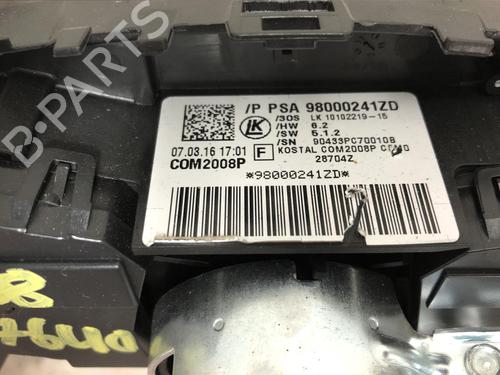 /P PSA 98000241ZD
/30S LK 10102219-15
/HW 6.2
/SW 5.1.2
/SN 90433PC70010B
07.03.16 17:01 F KOSTAL COM2008P
COM2008P 28704Z
*98000241ZD*
B-PARTS